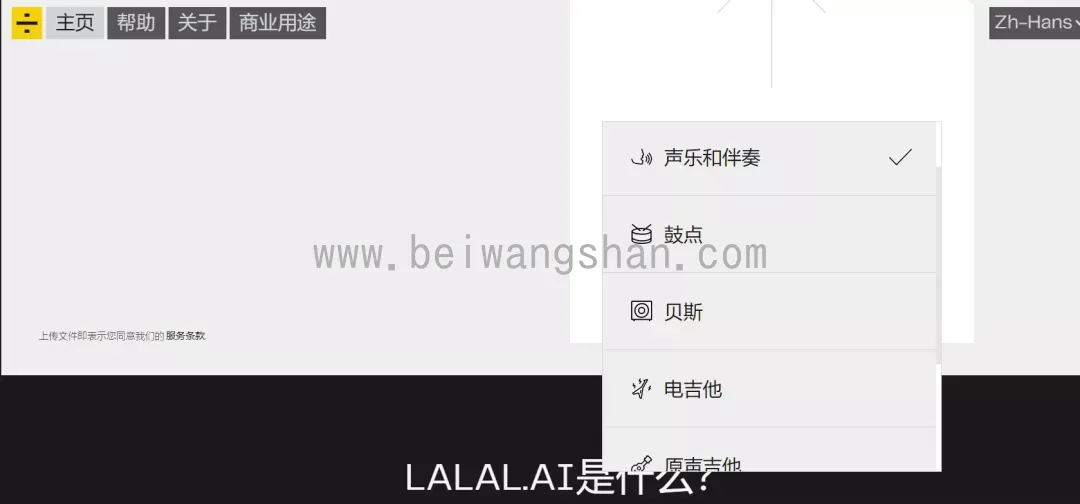 主页 帮助 关于 商业用途 Zh-Hans
声乐和伴奏
鼓点
www.beiwangshan.com
贝斯
上传文件即表示您同意我们的 服务条款
电吉他
原声吉他
LALAL.AI是什么?